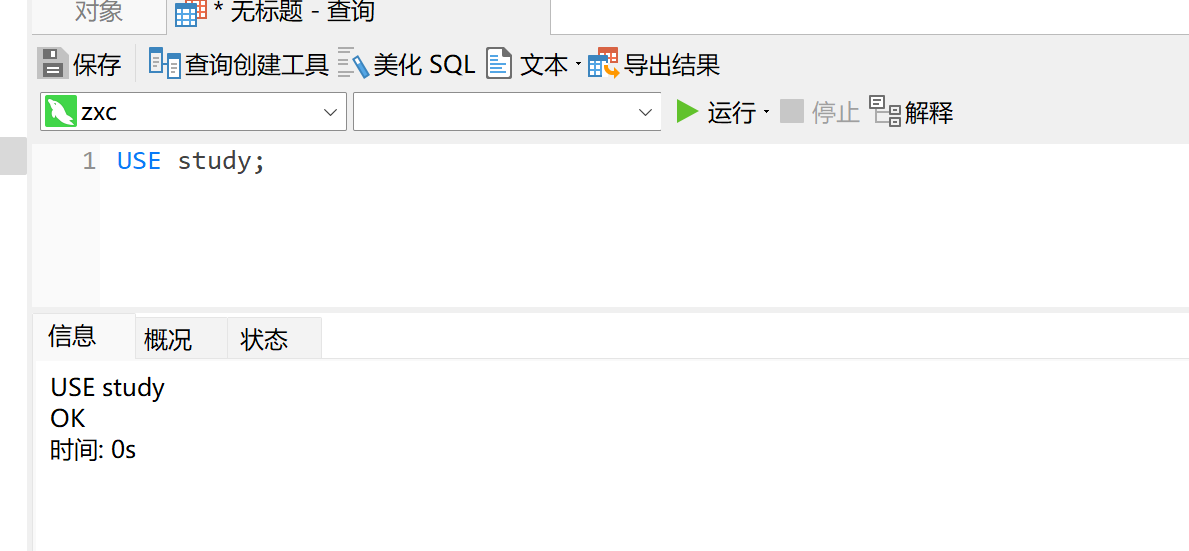 对象 * 无标题 - 查询
保存 查询创建工具 美化 SQL 文本 导出结果
zxc 运行 停止 解释
1 USE study;
信息 概况 状态
USE study
OK
时间: 0s